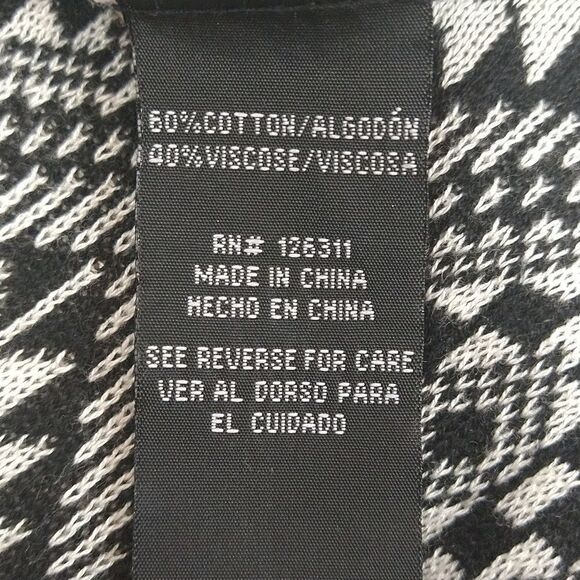 60% COTTON/ALGODÓN
40% VISCOSE/VISCOSA
RN# 126311
MADE IN CHINA
HECHO EN CHINA
SEE REVERSE FOR CARE
VER AL DORSO PARA
EL CUIDADO